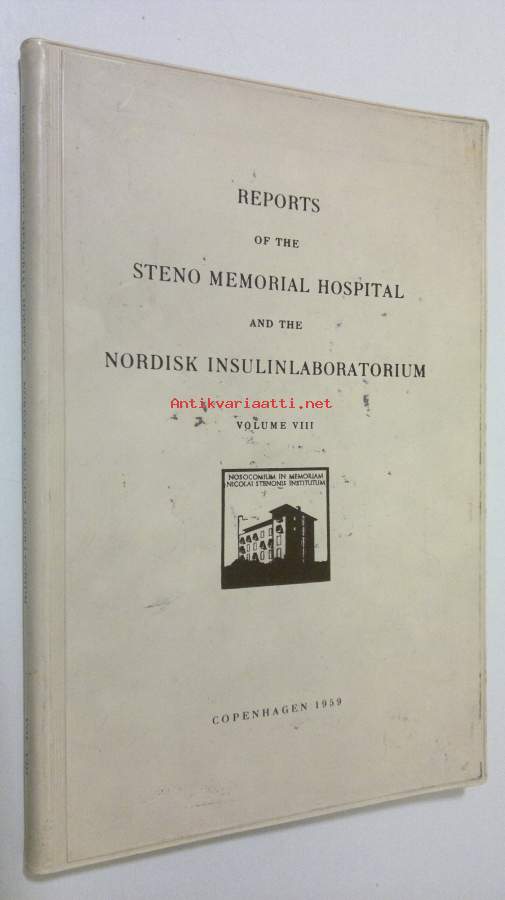 REPORTS
OF THE
STENO MEMORIAL HOSPITAL
AND THE
NORDISK INSULINLABORATORIUM
Antikvariaatti.net
VOLUME VIII
NOSOCOMIUM IN MEMORIAM
NICOLAI STENONIS INSTITUTUM
COPENHAGEN 1959